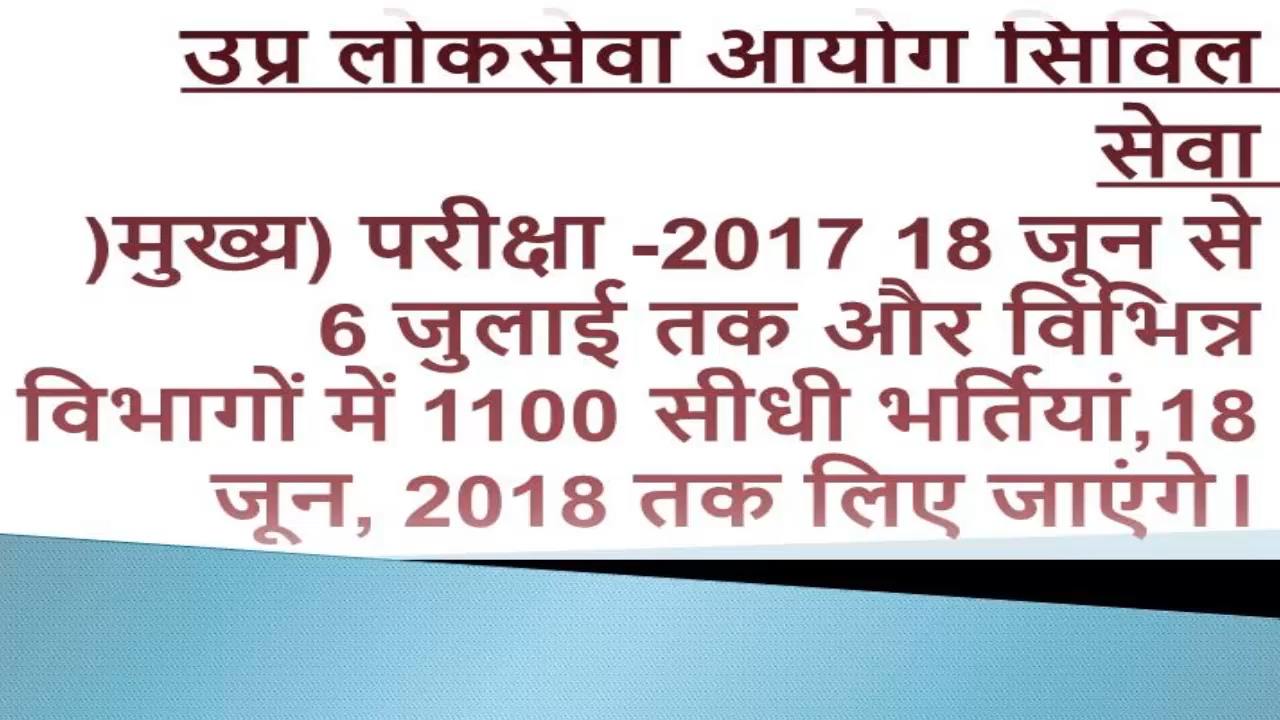 उप्र लोकसेवा आयोग सिविल
सेवा
)मुख्य) परीक्षा -2017 18 जून से
6 जुलाई तक और विभिन्न
विभागों में 1100 सीधी भर्तियां,18
जून, 2018 तक लिए जाएंगे।